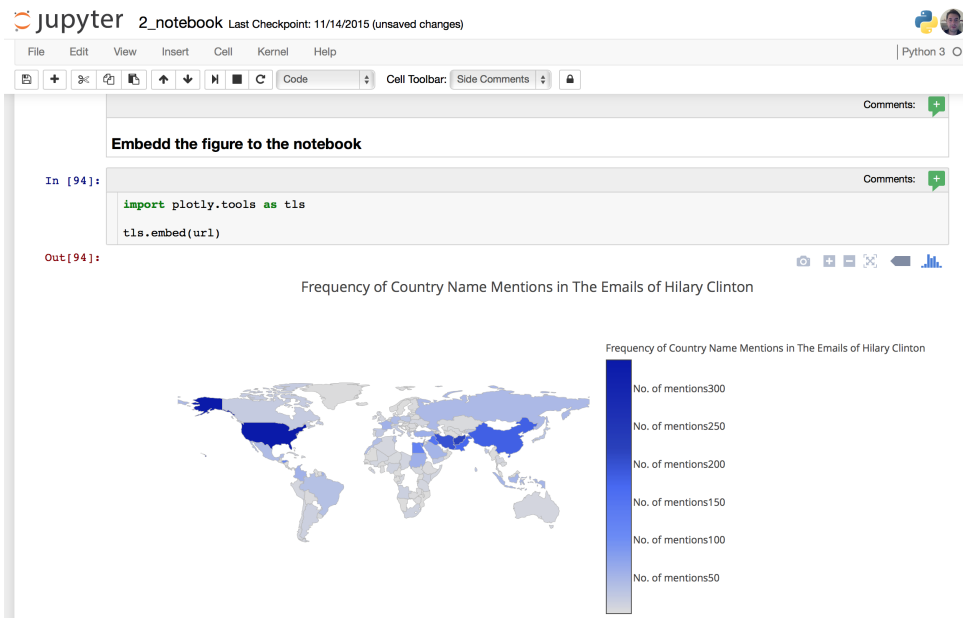 jupyter 2_notebook Last Checkpoint: 11/14/2015 (unsaved changes)
File Edit View Insert Cell Kernel Help Python 3
Code Cell Toolbar: Side Comments
Comments:
Embedd the figure to the notebook
In [94]:
Comments:
import plotly.tools as tls
tls.embed(url)
Out[94]:
Frequency of Country Name Mentions in The Emails of Hilary Clinton
Frequency of Country Name Mentions in The Emails of Hilary Clinton
No. of mentions300
No. of mentions250
No. of mentions200
No. of mentions150
No. of mentions100
No. of mentions50